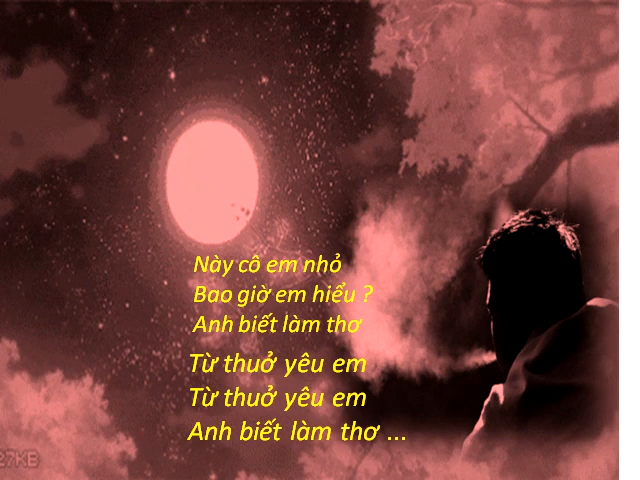 Này cô em nhỏ
Bao giờ em hiểu ?
Anh biết làm thơ
Từ thuở yêu em
Từ thuở yêu em
Anh biết làm thơ ...
27KB